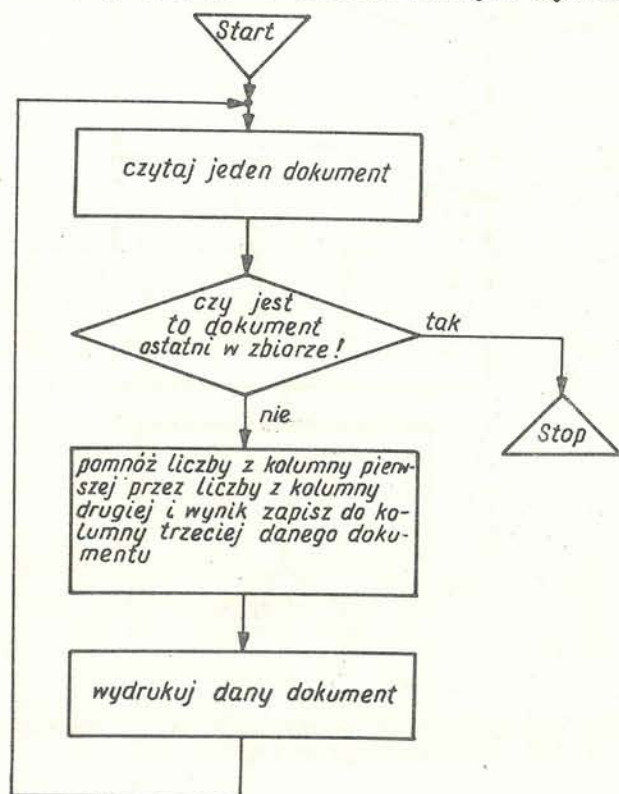 Start
czytaj jeden dokument
czy jest
to dokument
ostatni w zbiorze!
tak
nie
Stop
pomnóż liczby z kolumny pierw-
szej przez liczby z kolumny
drugiej i wynik zapisz do ko-
lumny trzeciej danego doku-
mentu
wydrukuj dany dokument